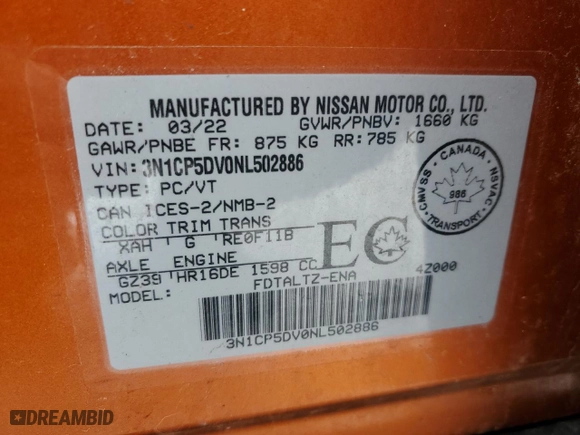 MANUFACTURED BY NISSAN MOTOR CO., LTD.
DATE: 03/22 GVWR/PNBV: 1660 KG
GAWR/PNBE FR: 875 KG RR: 785 KG
VIN: 3N1CP5DV0NL502886
TYPE: PC/VT
CAN ICES-2/NMB-2
COLOR TRIM TRANS
XAH G RE0F11B
AXLE ENGINE
GZ39 HR16DE 1598 CC
EC
4Z000
MODEL: FDTALTZ-ENA
3N1CP5DV0NL502886
CANADA
CMVSS NSVAC
986
TRANSPORT
DREAMBID